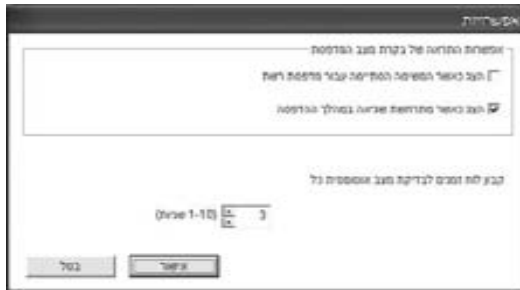 אפשרויות
אפשרות התראה של בקרת מצב המדפסת
הצג כאשר המשימה הסתיימה עבור מדפסת רשת
הצג כאשר מתרחשת שגיאה במהלך ההדפסה
קבע לוח זמנים לבדיקת מצב אוטומטית כל
3 (1-10 שניות)
אישור
בטל